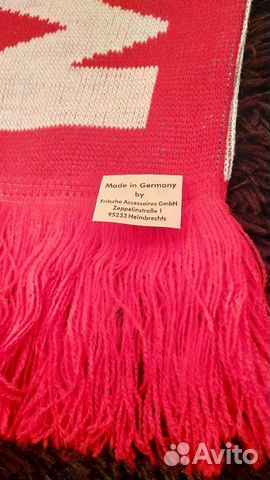 Made in Germany
by
Fritsche Accessoires GmbH
Zeppelinstraße 1
95233 Helmbrechts
Avito